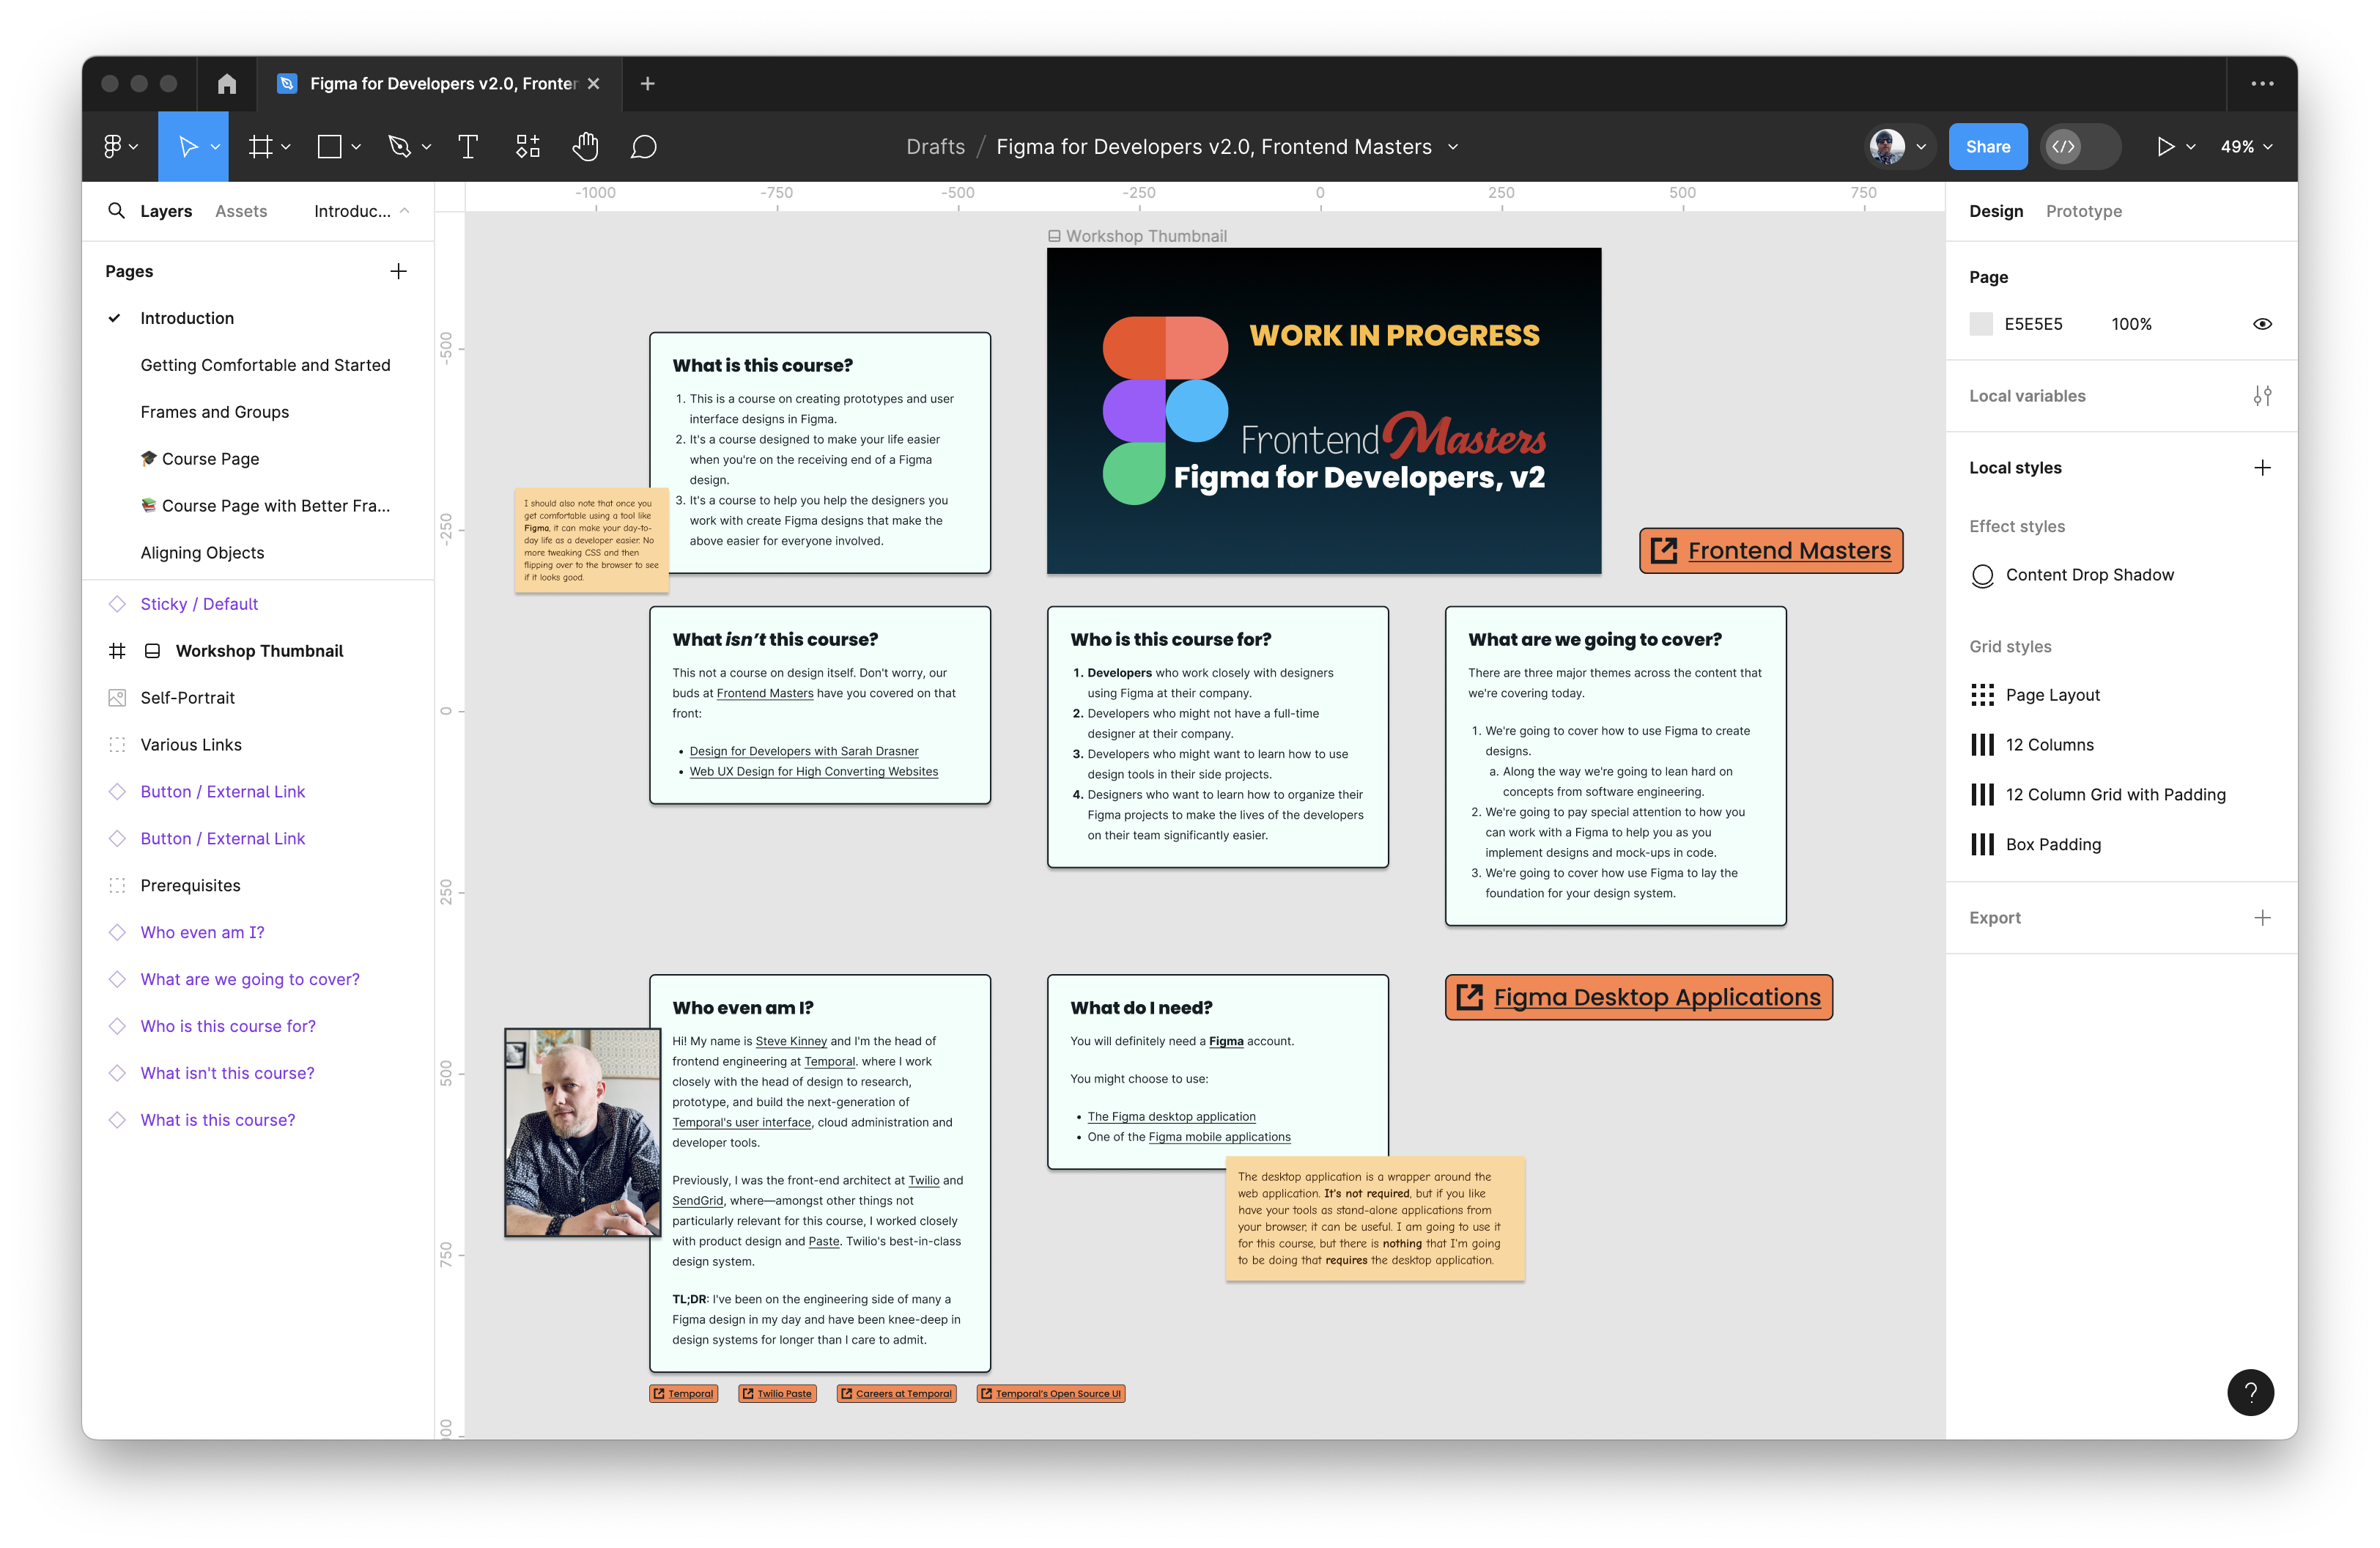 Figma for Developers v2.0, Fronten
Drafts / Figma for Developers v2.0, Frontend Masters
Share
49%
Layers
Assets
Introduc...
Pages
Introduction
Getting Comfortable and Started
Frames and Groups
🎓 Course Page
📚 Course Page with Better Fra...
Aligning Objects
Sticky / Default
Workshop Thumbnail
Self-Portrait
Various Links
Button / External Link
Button / External Link
Prerequisites
Who even am I?
What are we going to cover?
Who is this course for?
What isn't this course?
What is this course?
-1000
-750
-500
-250
0
250
500
750
-500
-250
0
250
500
750
00
Workshop Thumbnail
WORK IN PROGRESS
Frontend Masters
Figma for Developers, v2
What is this course?
1. This is a course on creating prototypes and user
interface designs in Figma.
2. It's a course designed to make your life easier
when you're on the receiving end of a Figma
design.
3. It's a course to help you help the designers you
work with create Figma designs that make the
above easier for everyone involved.
I should also note that once you
get comfortable using a tool like
Figma, it can make your day-to-
day life as a developer easier. No
more tweaking CSS and then
flipping over to the browser to see
if it looks good.
Frontend Masters
What isn't this course?
This not a course on design itself. Don't worry, our
buds at Frontend Masters have you covered on that
front:
• Design for Developers with Sarah Drasner
• Web UX Design for High Converting Websites
Who is this course for?
1. Developers who work closely with designers
using Figma at their company.
2. Developers who might not have a full-time
designer at their company.
3. Developers who might want to learn how to use
design tools in their side projects.
4. Designers who want to learn how to organize their
Figma projects to make the lives of the developers
on their team significantly easier.
What are we going to cover?
There are three major themes across the content that
we're covering today.
1. We're going to cover how to use Figma to create
designs.
a. Along the way we're going to lean hard on
concepts from software engineering.
2. We're going to pay special attention to how you
can work with a Figma to help you as you
implement designs and mock-ups in code.
3. We're going to cover how use Figma to lay the
foundation for your design system.
Who even am I?
Hi! My name is Steve Kinney and I'm the head of
frontend engineering at Temporal. where I work
closely with the head of design to research,
prototype, and build the next-generation of
Temporal's user interface, cloud administration and
developer tools.
Previously, I was the front-end architect at Twilio and
SendGrid, where—amongst other things not
particularly relevant for this course, I worked closely
with product design and Paste. Twilio's best-in-class
design system.
TL;DR: I've been on the engineering side of many a
Figma design in my day and have been knee-deep in
design systems for longer than I care to admit.
What do I need?
You will definitely need a Figma account.
You might choose to use:
• The Figma desktop application
• One of the Figma mobile applications
Figma Desktop Applications
The desktop application is a wrapper around the
web application. It's not required, but if you like
have your tools as stand-alone applications from
your browser, it can be useful. I am going to use it
for this course, but there is nothing that I'm going
to be doing that requires the desktop application.
Temporal
Twilio Paste
Careers at Temporal
Temporal's Open Source UI
Design
Prototype
Page
E5E5E5
100%
Local variables
Local styles
Effect styles
Content Drop Shadow
Grid styles
Page Layout
12 Columns
12 Column Grid with Padding
Box Padding
Export
?